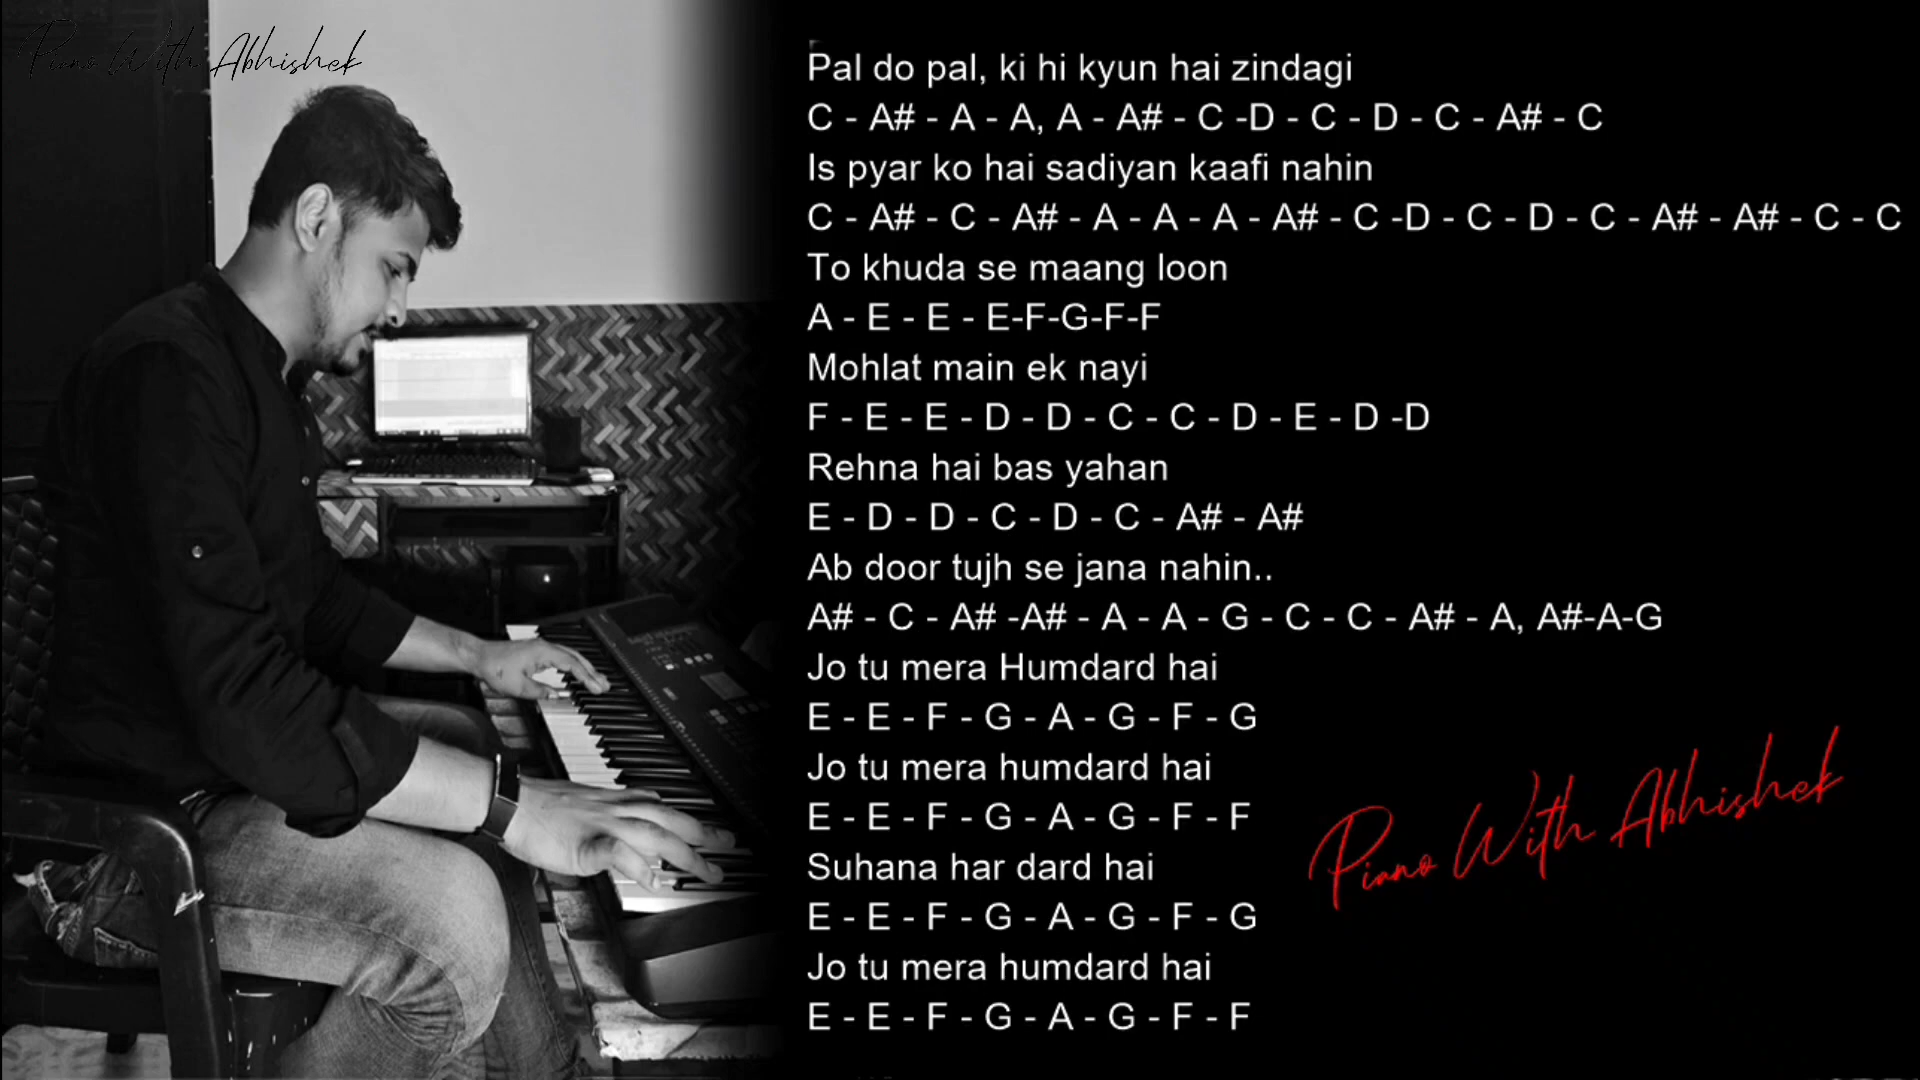 Piano With Abhishek
Pal do pal, ki hi kyun hai zindagi
C - A# - A - A, A - A# - C -D - C - D - C - A# - C
Is pyar ko hai sadiyan kaafi nahin
C - A# - C - A# - A - A - A - A# - C -D - C - D - C - A# - A# - C - C
To khuda se maang loon
A - E - E - E-F-G-F-F
Mohlat main ek nayi
F - E - E - D - D - C - C - D - E - D -D
Rehna hai bas yahan
E - D - D - C - D - C - A# - A#
Ab door tujh se jana nahin..
A# - C - A# -A# - A - A - G - C - C - A# - A, A#-A-G
Jo tu mera Humdard hai
E - E - F - G - A - G - F - G
Jo tu mera humdard hai
E - E - F - G - A - G - F - F
Suhana har dard hai
E - E - F - G - A - G - F - G
Jo tu mera humdard hai
E - E - F - G - A - G - F - F
Piano With Abhishek